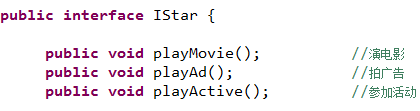 public interface IStar {
public void playMovie(); //演电影
public void playAd(); //拍广告
public void playActive(); //参加活动